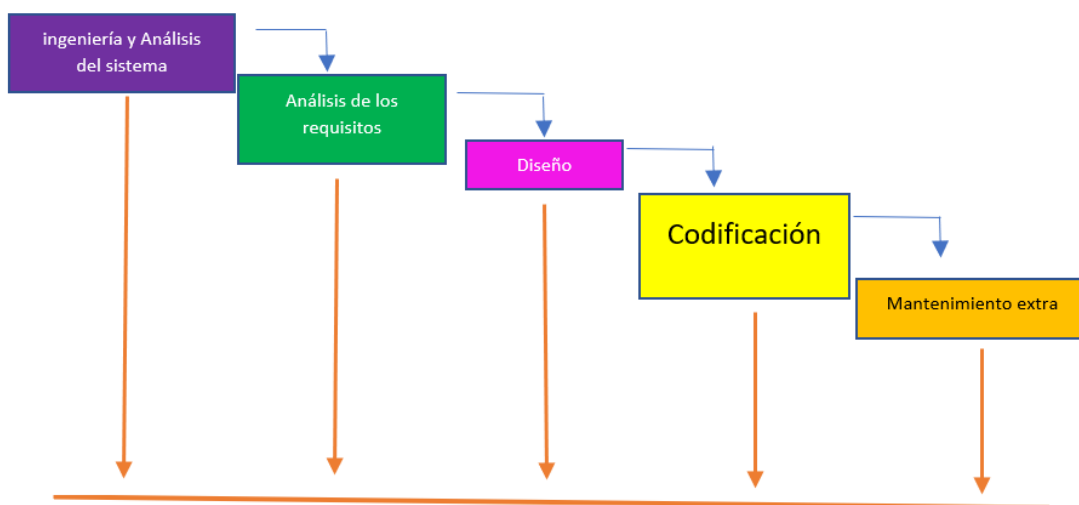 ingeniería y Análisis
del sistema
Análisis de los
requisitos
Diseño
Codificación
Mantenimiento extra